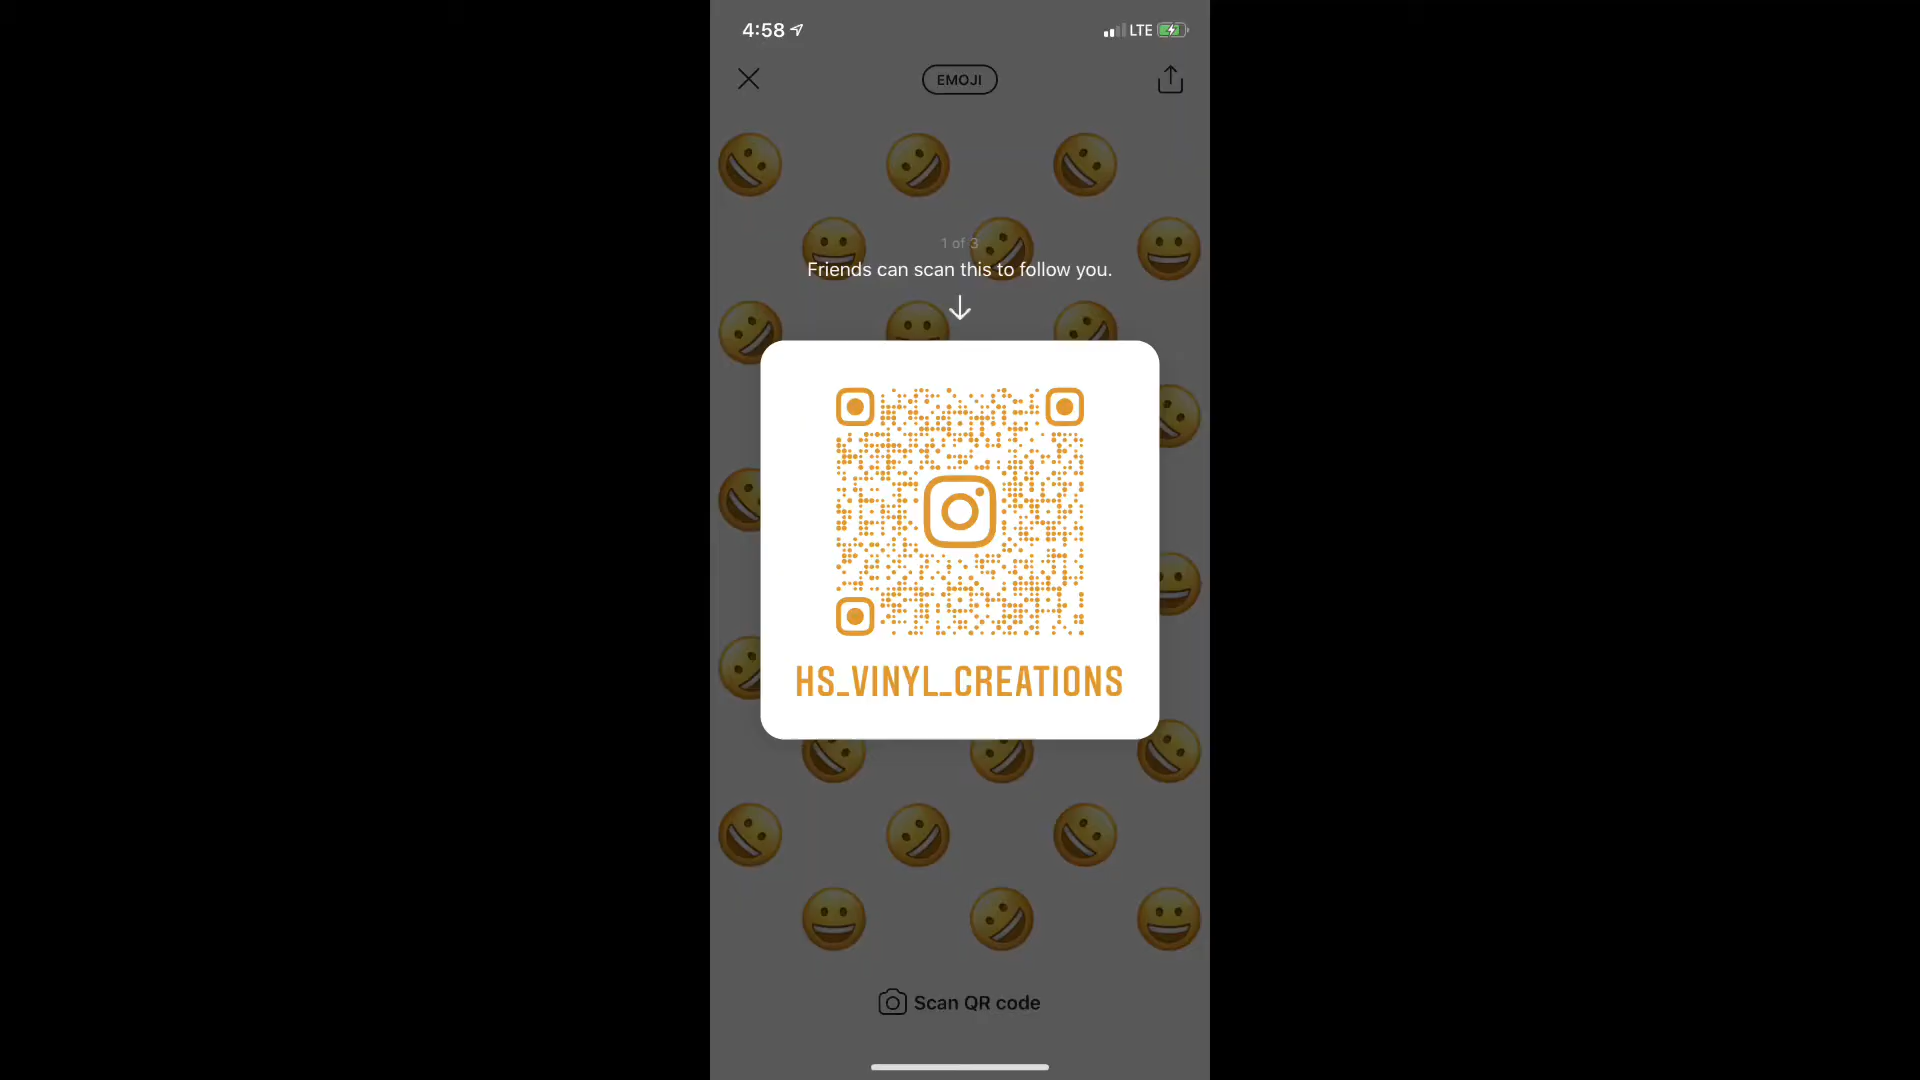 4:58
LTE
EMOJI
1 of 3
Friends can scan this to follow you.
HS_VINYL_CREATIONS
Scan QR code